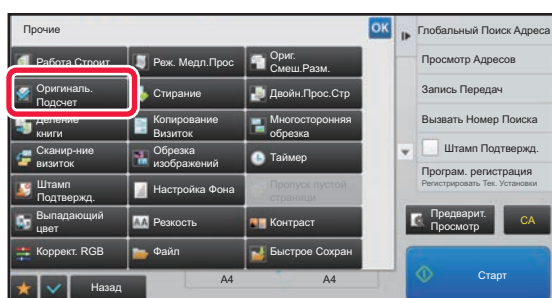 Прочие
OK
Работа Строит
Реж. Медл.Прос
Ориг.
Смеш.Разм.
Оригиналь.
Подсчет
Стирание
Двойн.Прос.Стр
Деление
книги
Копирование
Визиток
Многосторонняя
обрезка
Сканир-ние
визиток
Обрезка
изображений
Таймер
Штамп
Подтвержд.
Настройка Фона
Пропуск пустой
страницы
Выпадающий
цвет
Резкость
Контраст
Коррект. RGB
Файл
Быстрое Сохран
Назад
A4
A4
Глобальный Поиск Адреса
Просмотр Адресов
Запись Передач
Вызвать Номер Поиска
Штамп Подтвержд.
Програм. регистрация
Регистрировать Тек. Установки
Предварит.
Просмотр
CA
Старт